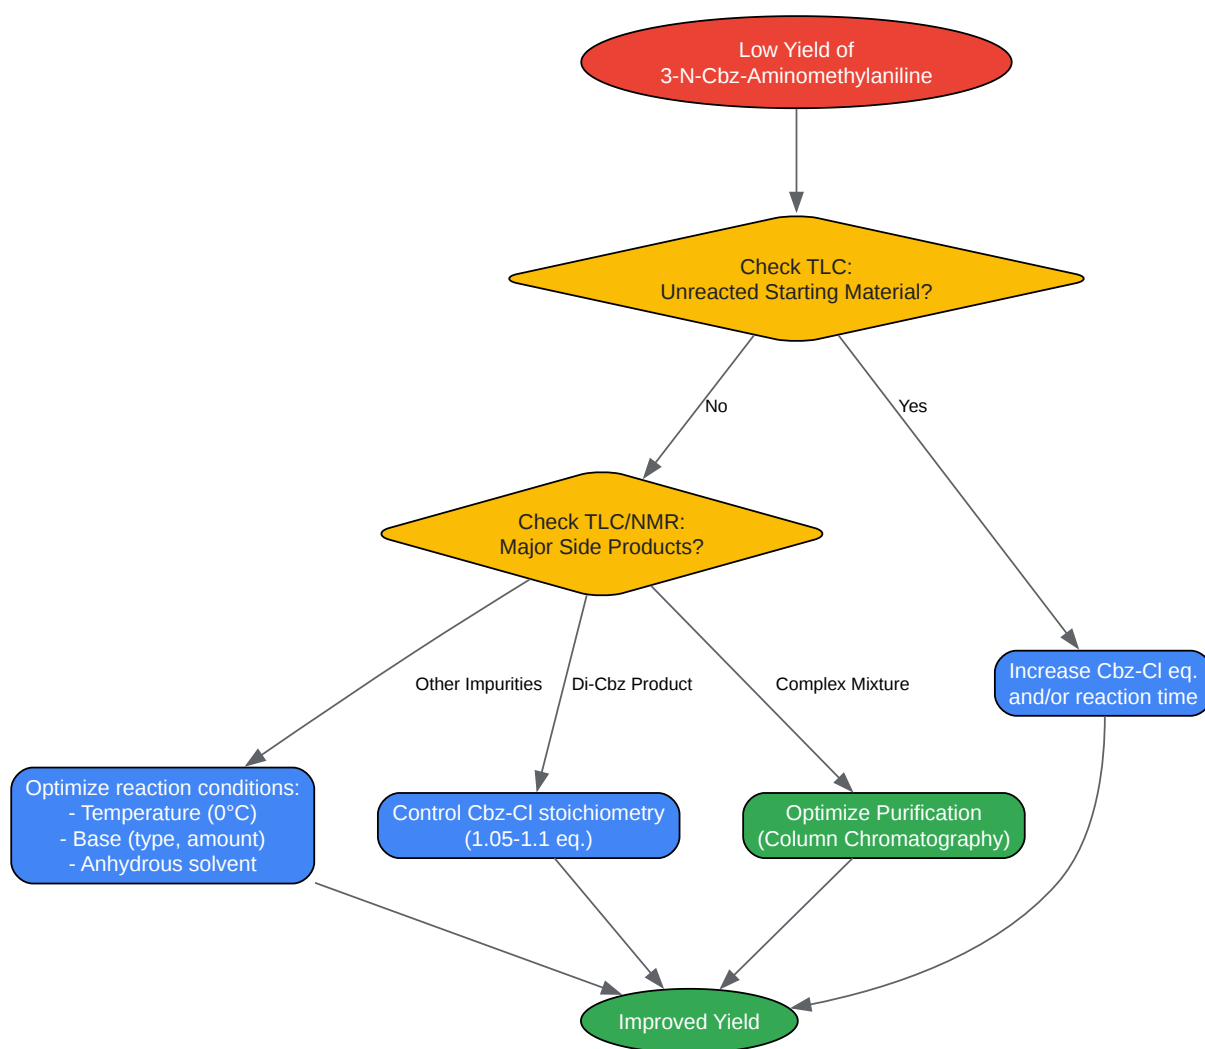 Low Yield of
3-N-Cbz-Aminomethylaniline
Check TLC:
Unreacted Starting Material?
No
Yes
Check TLC/NMR:
Major Side Products?
Other Impurities
Di-Cbz Product
Complex Mixture
Increase Cbz-Cl eq.
and/or reaction time
Optimize reaction conditions:
- Temperature (0°C)
- Base (type, amount)
- Anhydrous solvent
Control Cbz-Cl stoichiometry
(1.05-1.1 eq.)
Optimize Purification
(Column Chromatography)
Improved Yield